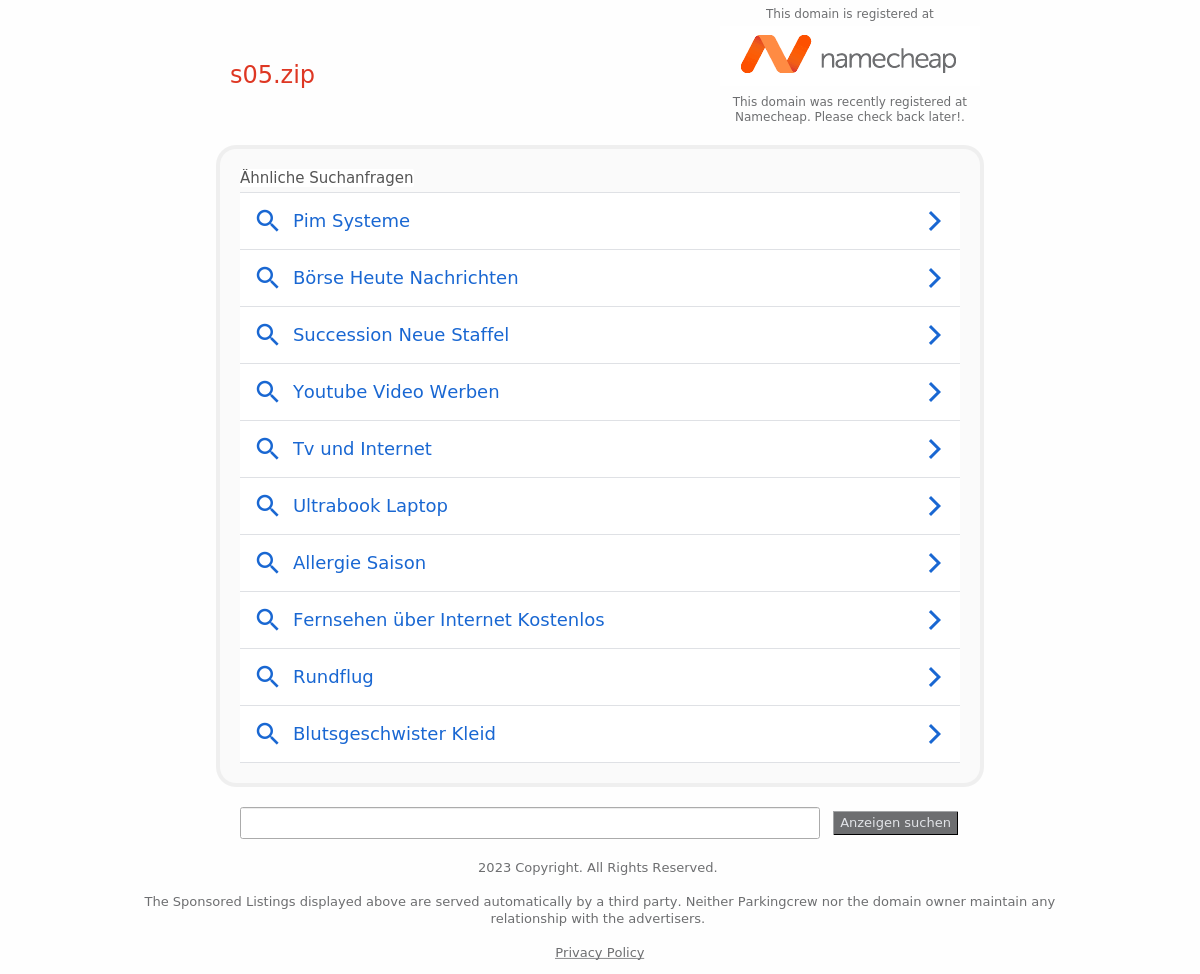 This domain is registered at
namecheap
s05.zip
This domain was recently registered at
Namecheap. Please check back later!.
Ähnliche Suchanfragen
Pim Systeme
Börse Heute Nachrichten
Succession Neue Staffel
Youtube Video Werben
Tv und Internet
Ultrabook Laptop
Allergie Saison
Fernsehen über Internet Kostenlos
Rundflug
Blutsgeschwister Kleid
Anzeigen suchen
2023 Copyright. All Rights Reserved.
The Sponsored Listings displayed above are served automatically by a third party. Neither Parkingcrew nor the domain owner maintain any
relationship with the advertisers.
Privacy Policy